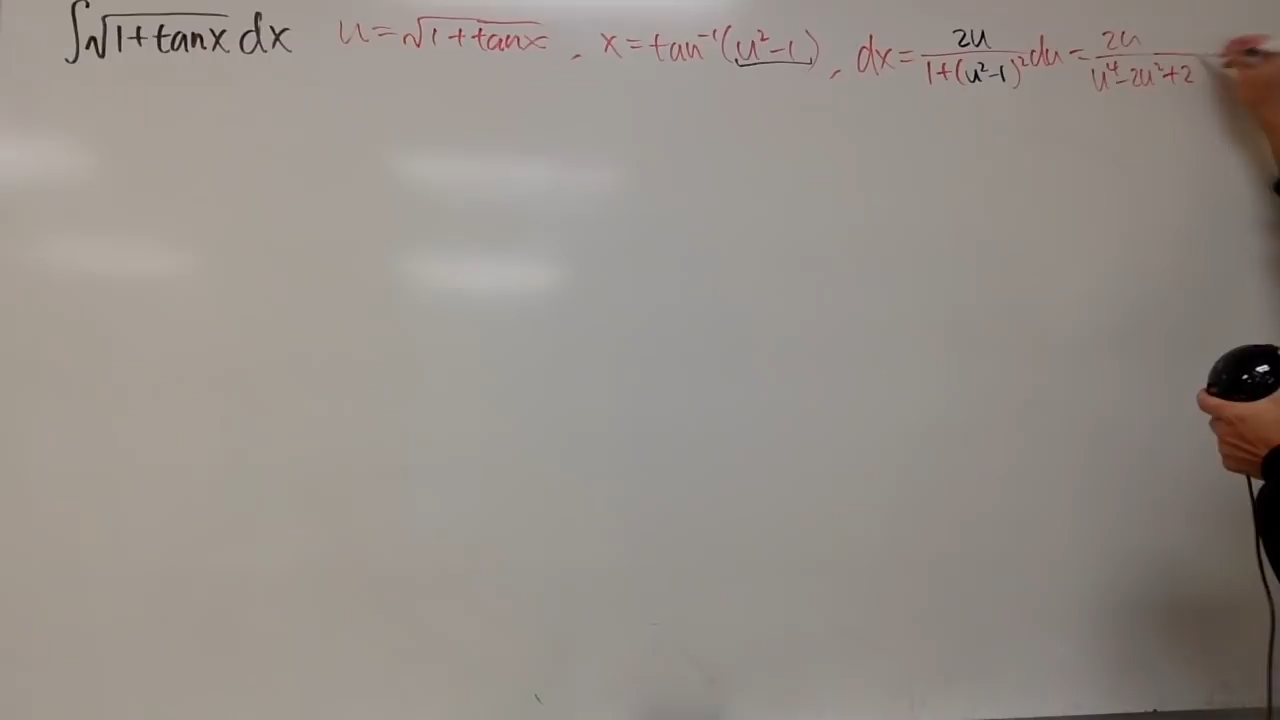 ∫√(1+tanx) dx   u=√(1+tanx) , x=tan⁻¹(u²-1) , dx= 2u/(1+(u²-1)²) du = 2u/(u⁴-2u²+2)